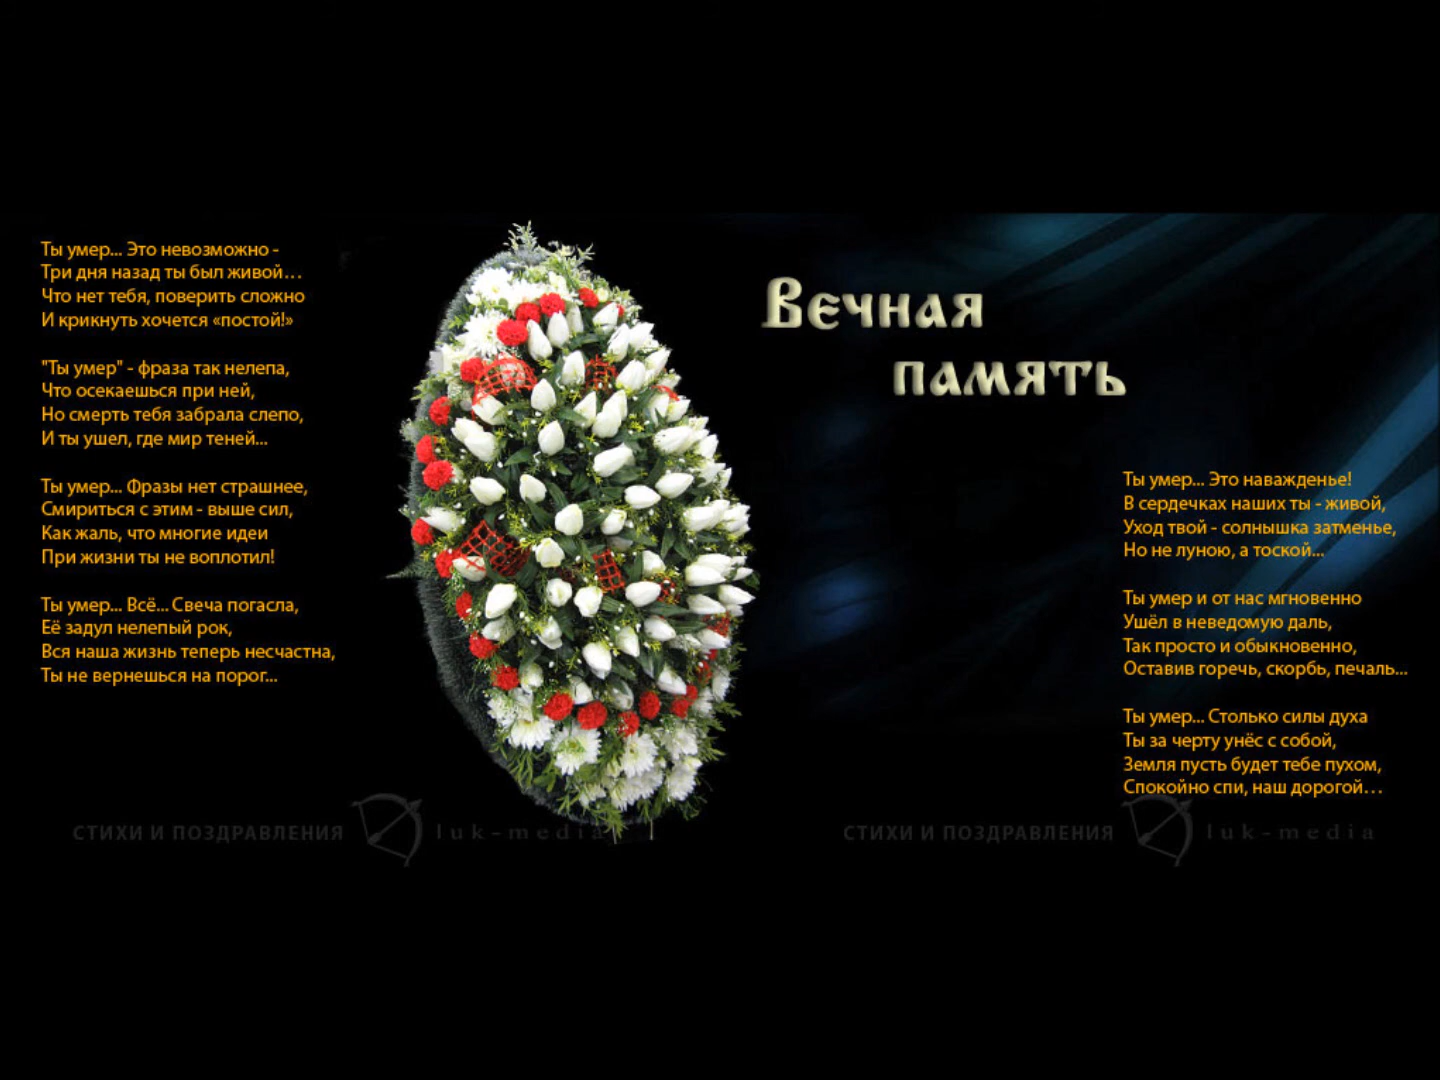 Ты умер... Это невозможно -
Три дня назад ты был живой…
Что нет тебя, поверить сложно
И крикнуть хочется «постой!»
"Ты умер" - фраза так нелепа,
Что осекаешься при ней,
Но смерть тебя забрала слепо,
И ты ушел, где мир теней...
Ты умер... Фразы нет страшнее,
Смириться с этим - выше сил,
Как жаль, что многие идеи
При жизни ты не воплотил!
Ты умер... Всё... Свеча погасла,
Её задул нелепый рок,
Вся наша жизнь теперь несчастна,
Ты не вернешься на порог...
Вечная
память
Ты умер... Это навожденье!
В сердечках наших ты - живой,
Уход твой - солнышка затменье,
Но не луною, а тоской...
Ты умер и от нас мгновенно
Ушёл в неведомую даль,
Так просто и обыкновенно,
Оставив горечь, скорбь, печаль...
Ты умер... Столько силы духа
Ты за черту унёс с собой,
Земля пусть будет тебе пухом,
Спокойно спи, наш дорогой…
СТИХИ И ПОЗДРАВЛЕНИЯ luk-media
СТИХИ И ПОЗДРАВЛЕНИЯ luk-media